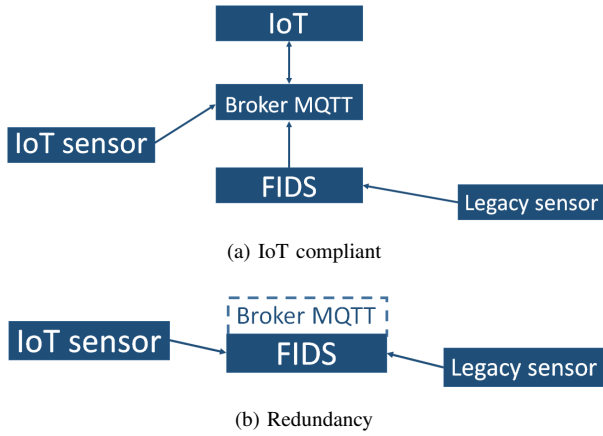 IoT
Broker MQTT
IoT sensor
FIDS
Legacy sensor
(a) IoT compliant
Broker MQTT
IoT sensor
FIDS
Legacy sensor
(b) Redundancy